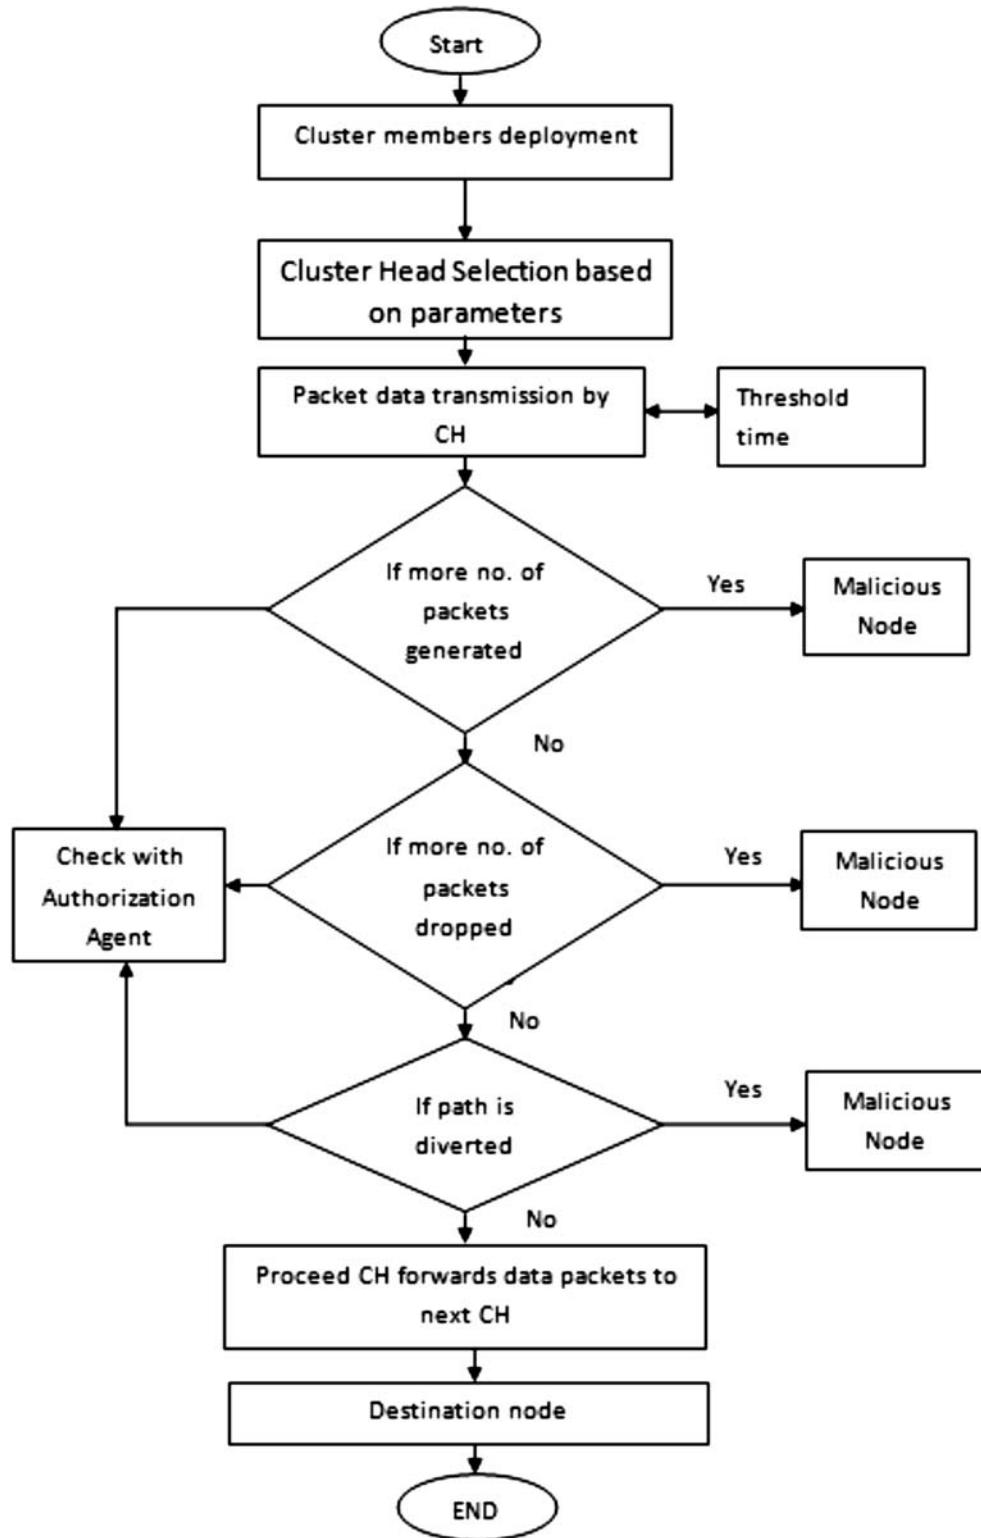 Start
Cluster members deployment
Cluster Head Selection based
on parameters
Packet data transmission by
CH
Threshold
time
If more no. of
packets
generated
Yes
Malicious
Node
No
Check with
Authorization
Agent
If more no. of
packets
dropped
Yes
Malicious
Node
No
If path is
diverted
Yes
Malicious
Node
No
Proceed CH forwards data packets to
next CH
Destination node
END